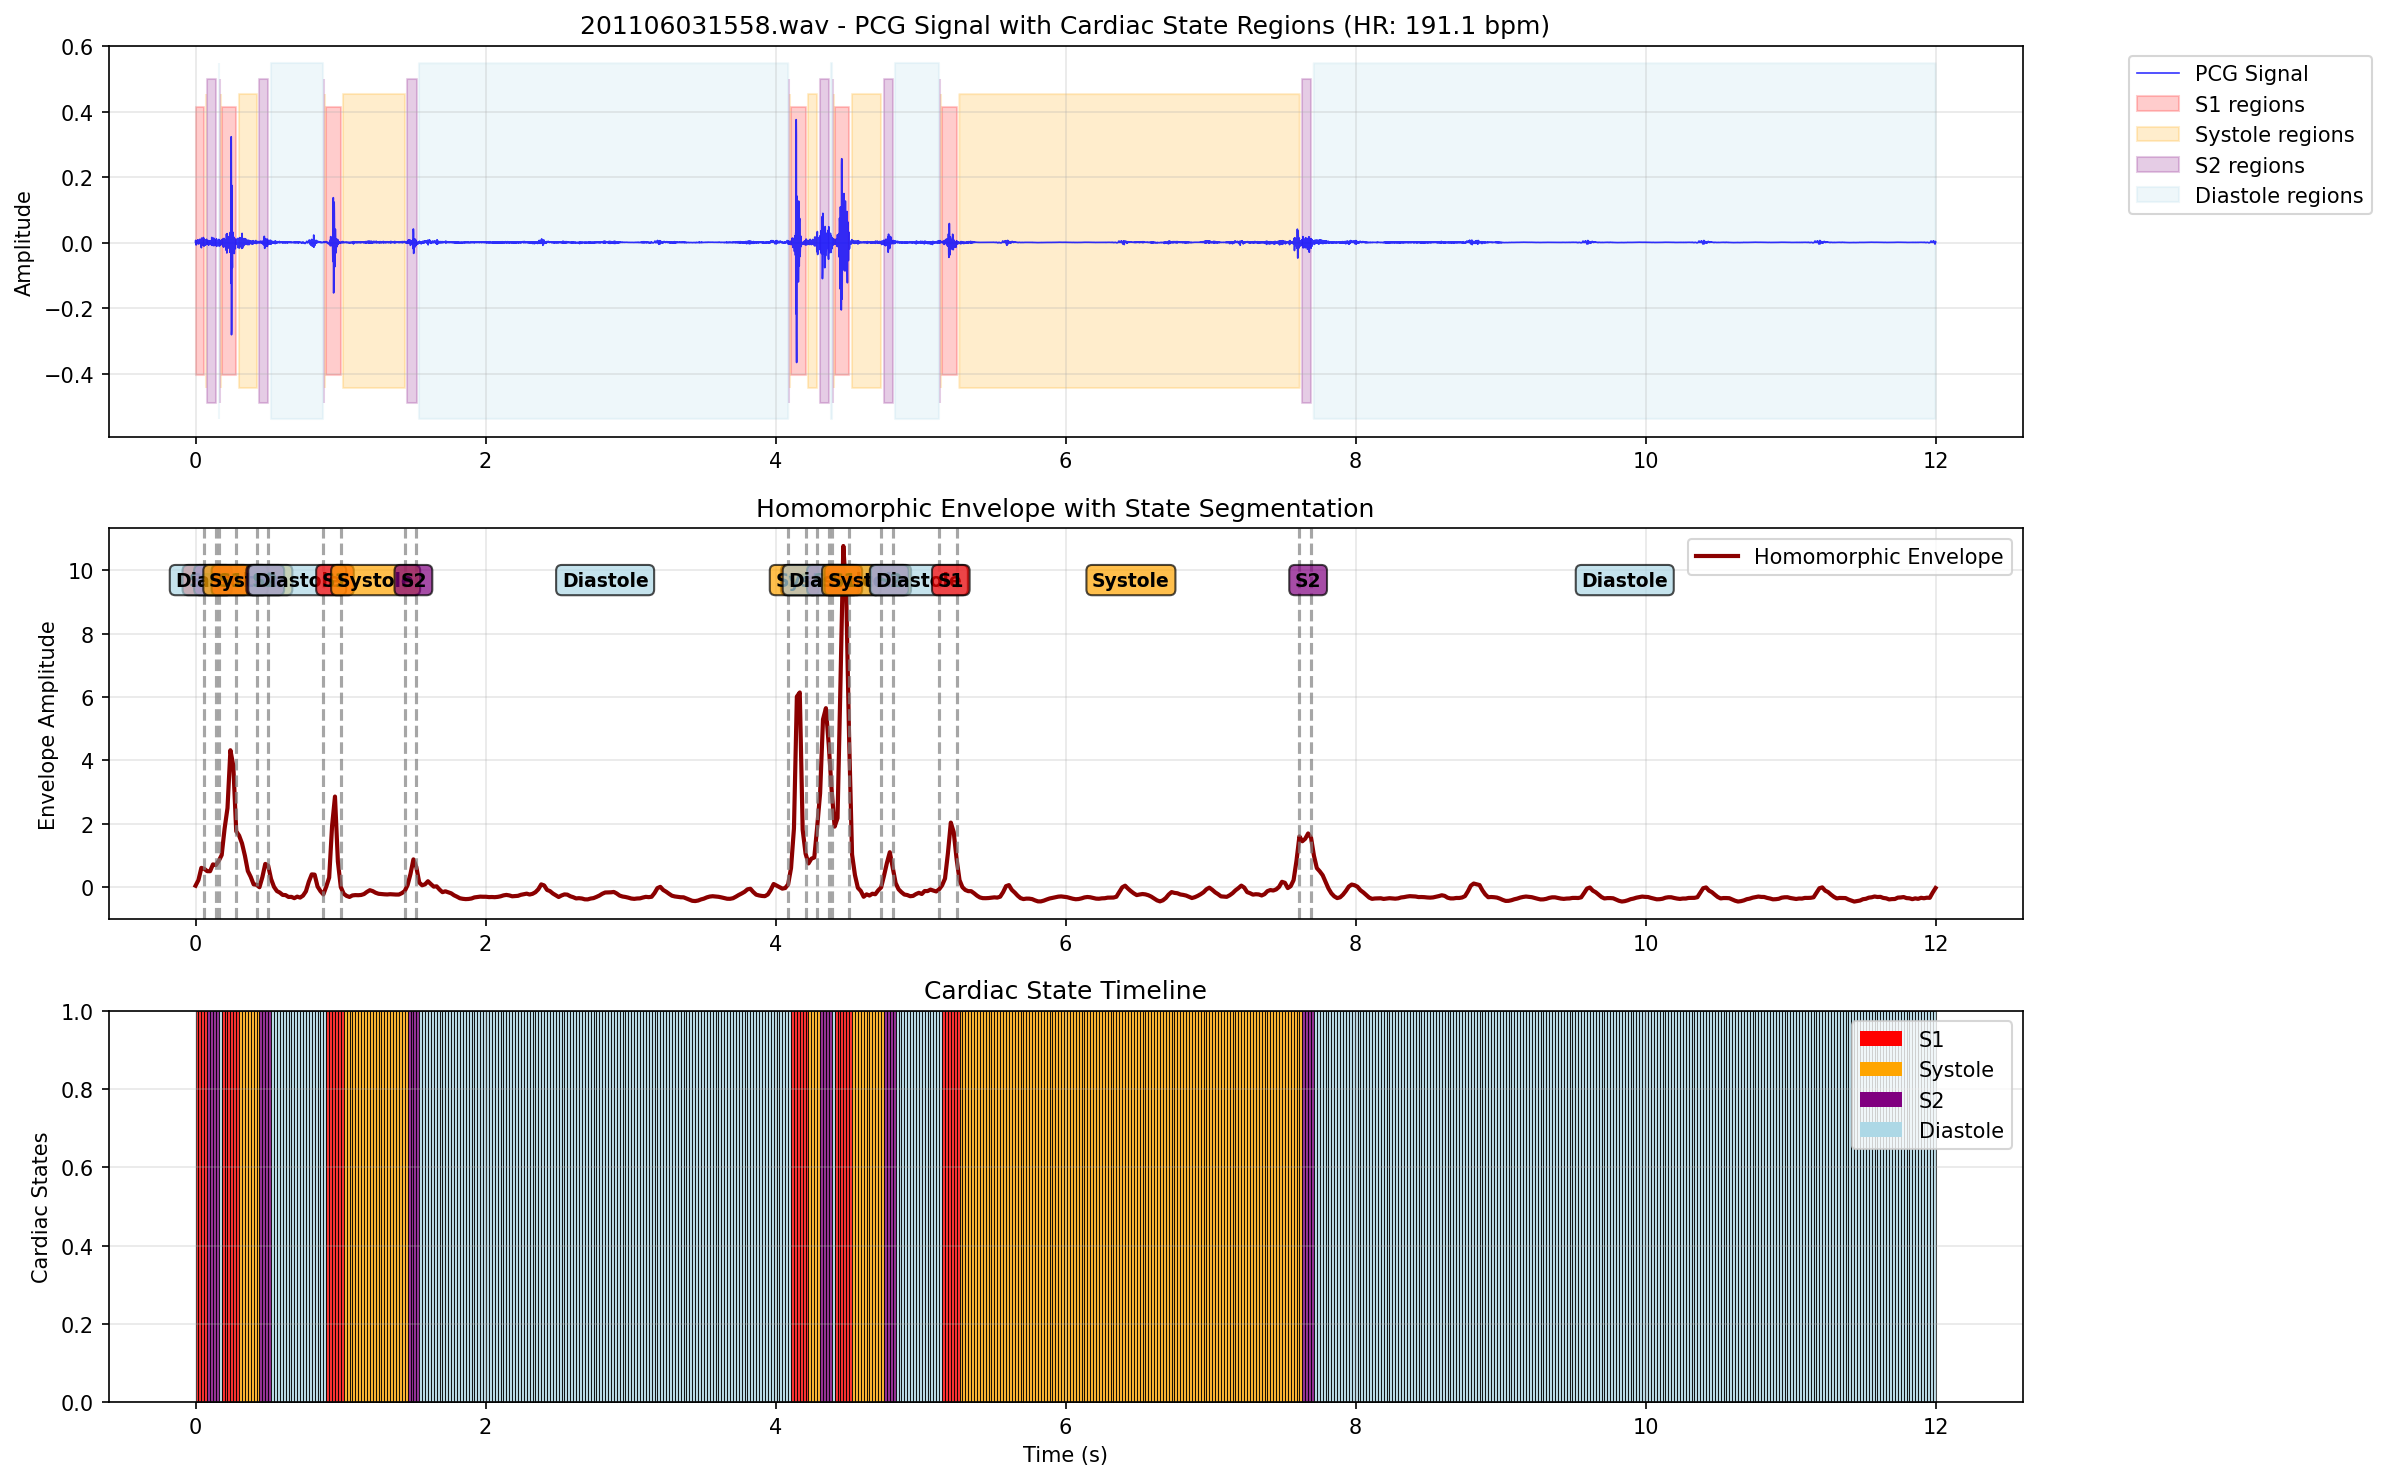 201106031558.wav - PCG Signal with Cardiac State Regions (HR: 191.1 bpm)
Amplitude
0.6
0.4
0.2
0.0
−0.2
−0.4
0 2 4 6 8 10 12
PCG Signal
S1 regions
Systole regions
S2 regions
Diastole regions
Homomorphic Envelope with State Segmentation
Envelope Amplitude
10
8
6
4
2
0
Diastole
S2
Diastole
S1
Systole
S2
Diastole
Homomorphic Envelope
0 2 4 6 8 10 12
Cardiac State Timeline
Cardiac States
1.0
0.8
0.6
0.4
0.2
0.0
S1
Systole
S2
Diastole
0 2 4 6 8 10 12
Time (s)